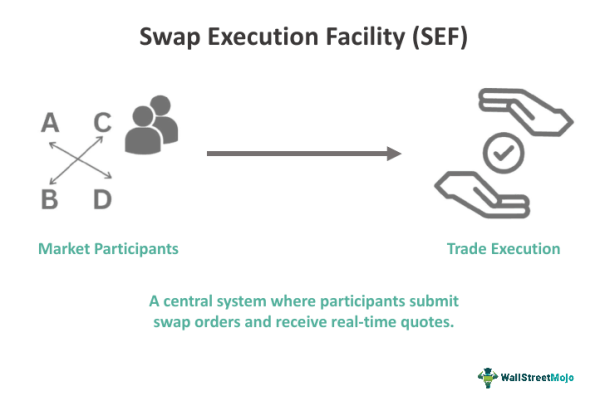 Swap Execution Facility (SEF)
A C
B D
Market Participants
Trade Execution
A central system where participants submit
swap orders and receive real-time quotes.
WallStreetMojo